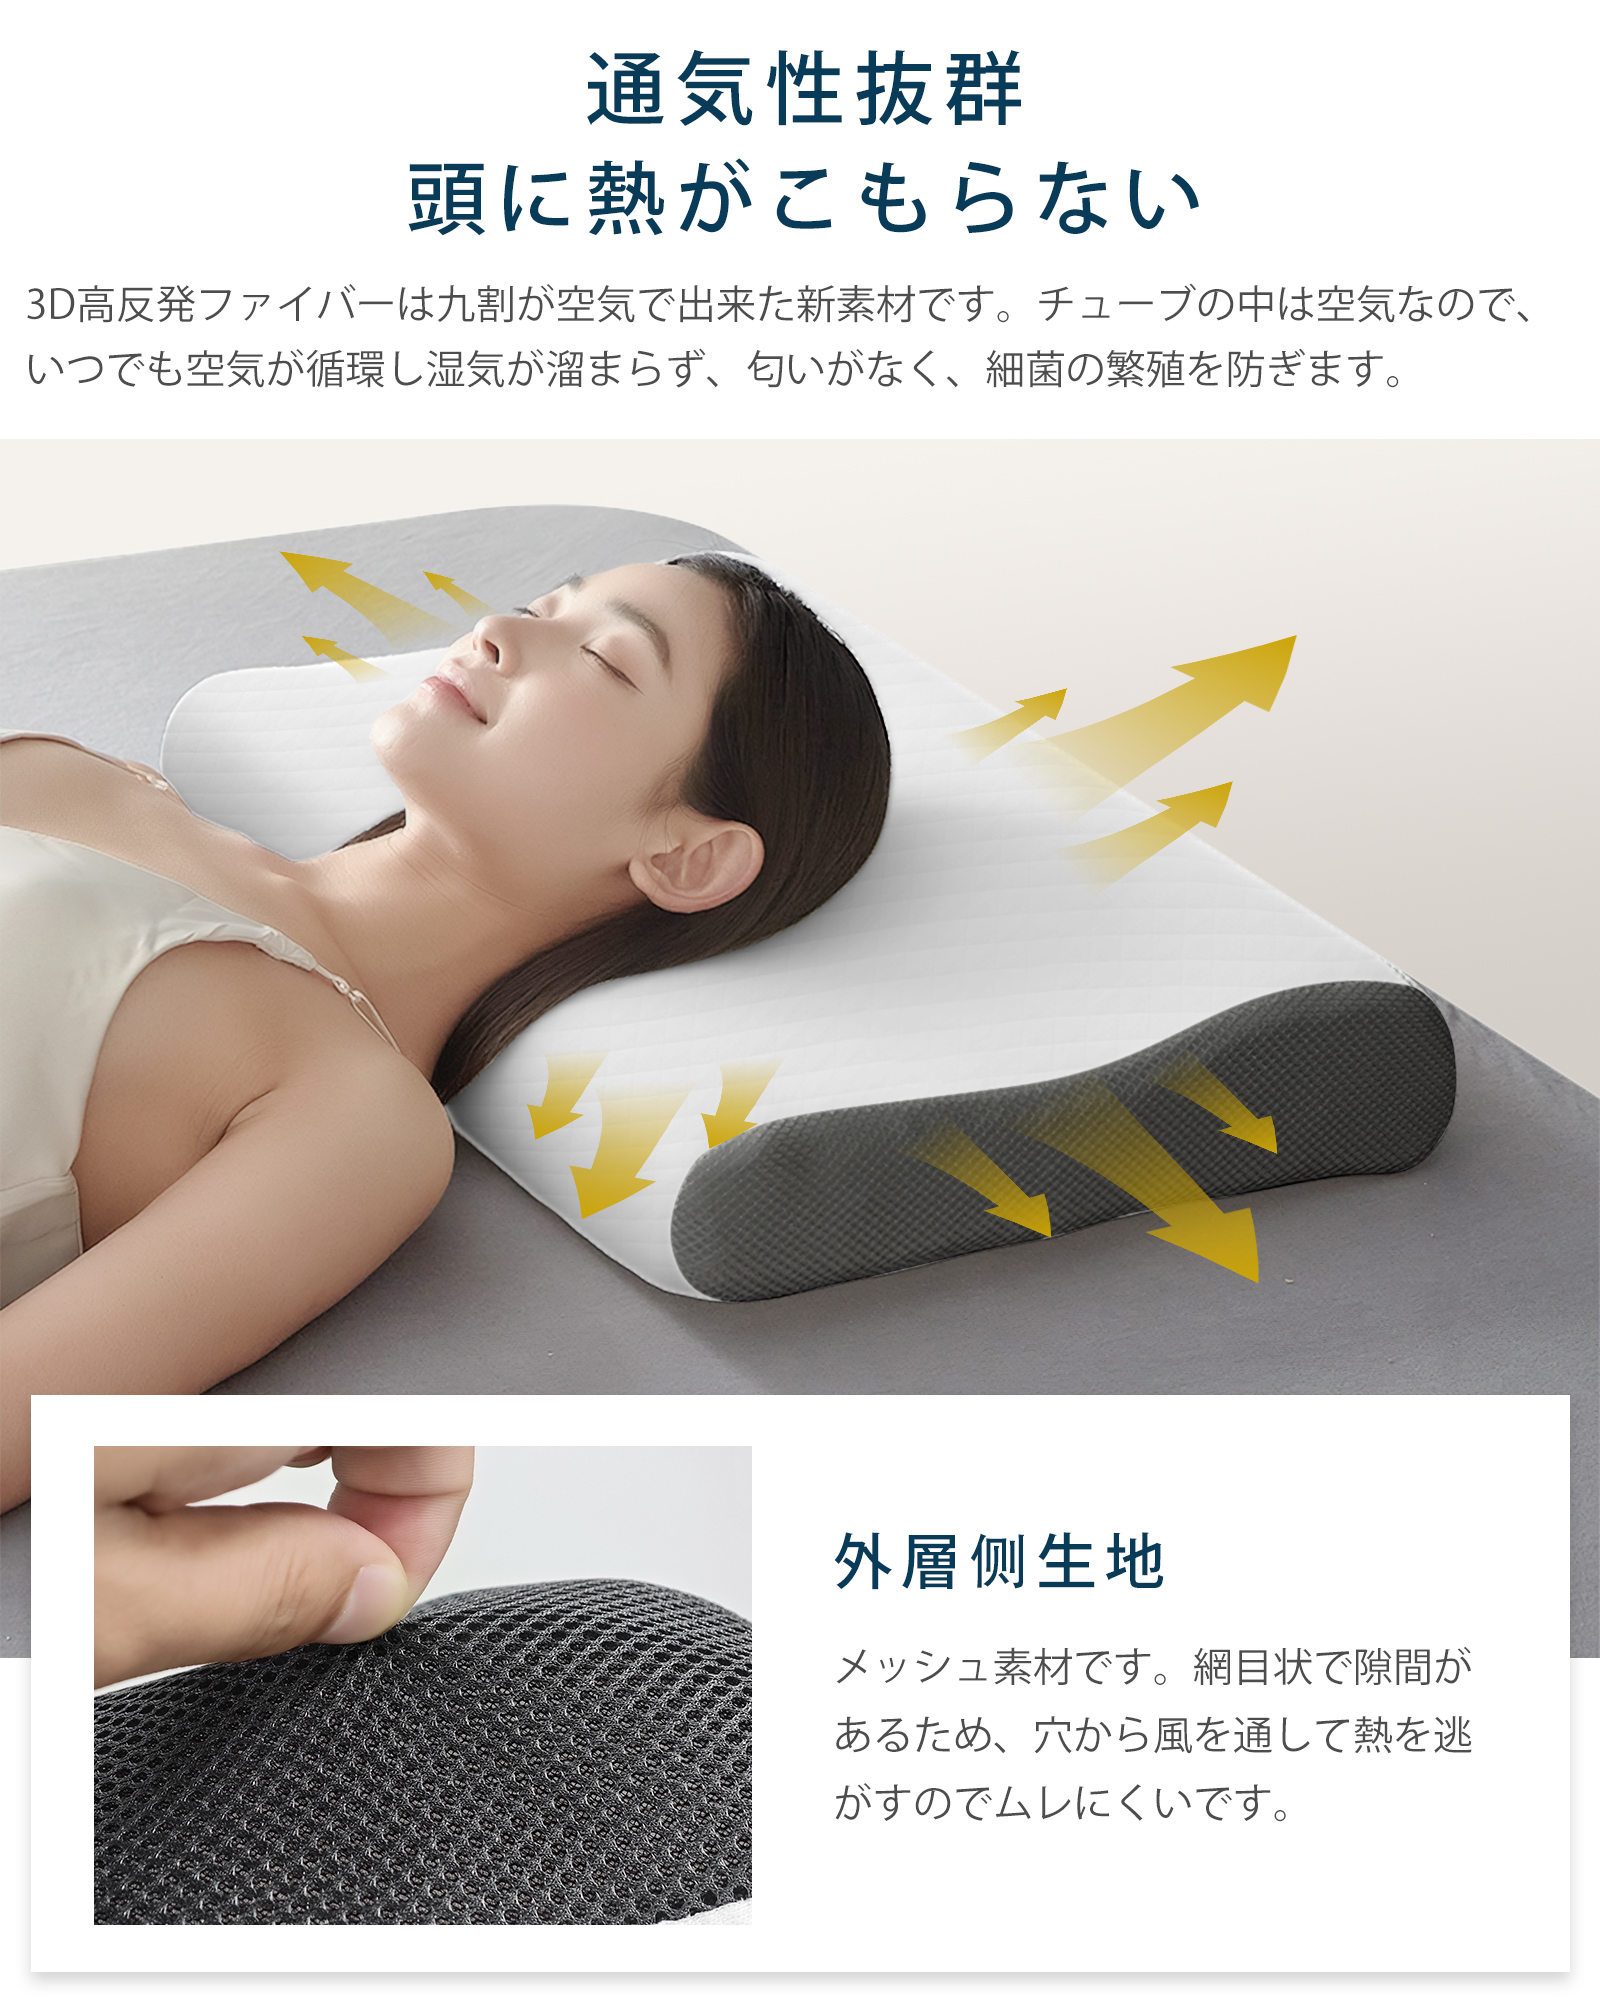 通気性抜群
頭に熱がこもらない
3D高反発ファイバーは九割が空気で出来た新素材です。チューブの中は空気なので、
いつでも空気が循環し湿気が溜まらず、匂いがなく、細菌の繁殖を防ぎます。
外層側生地
メッシュ素材です。網目状で隙間が
あるため、穴から風を通して熱を逃
がすのでムレにくいです。